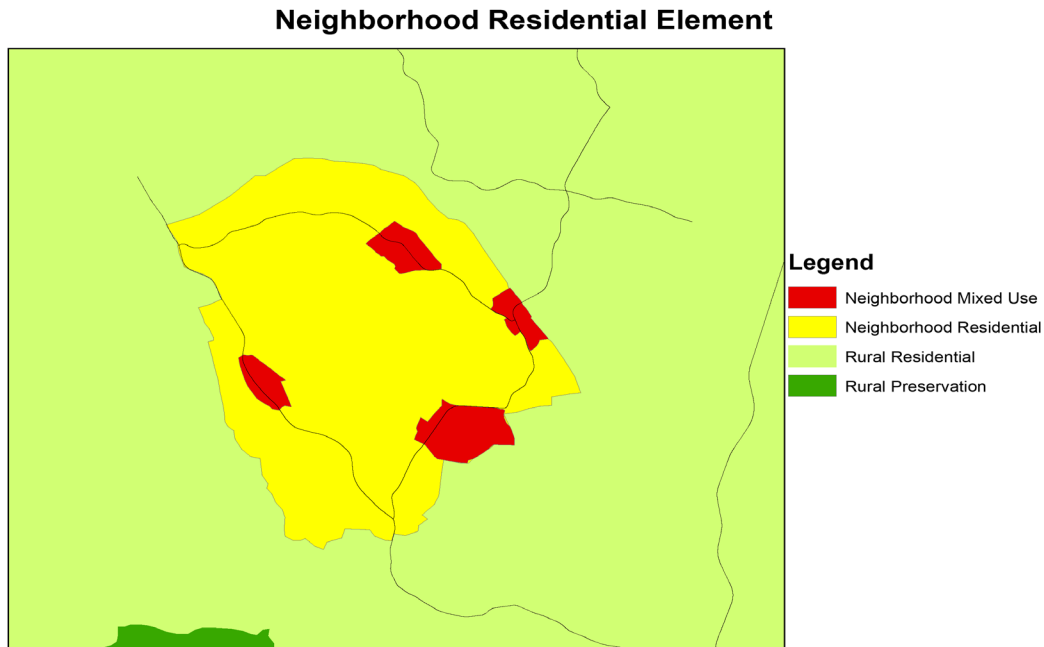 Neighborhood Residential Element
Legend
Neighborhood Mixed Use
Neighborhood Residential
Rural Residential
Rural Preservation